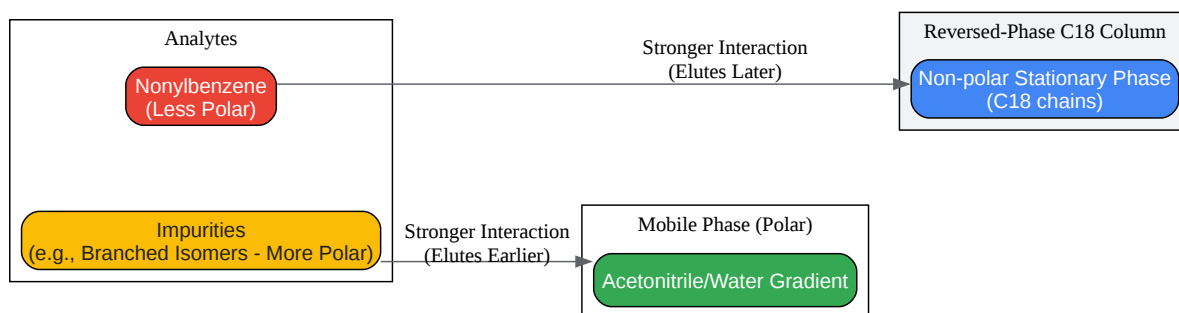 Analytes
Nonylbenzene
(Less Polar)
Stronger Interaction
(Elutes Later)
Reversed-Phase C18 Column
Non-polar Stationary Phase
(C18 chains)
Impurities
(e.g., Branched Isomers - More Polar)
Stronger Interaction
(Elutes Earlier)
Mobile Phase (Polar)
Acetonitrile/Water Gradient